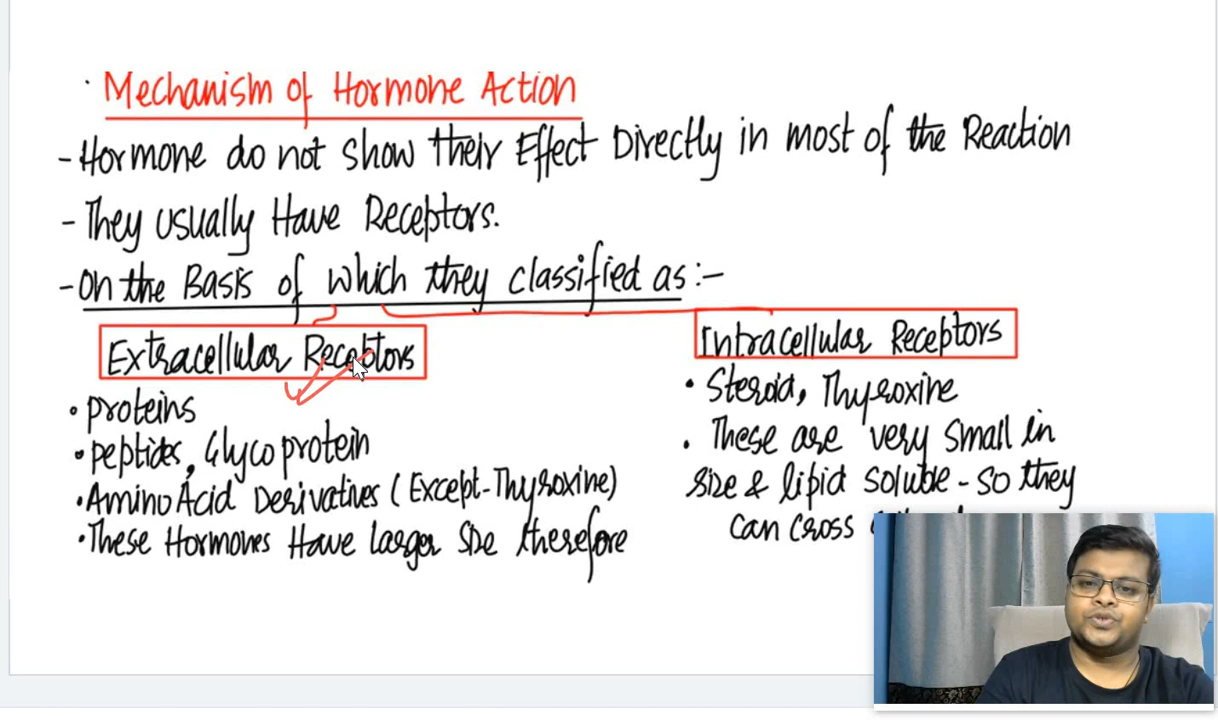 Mechanism of Hormone Action
- Hormone do not show their Effect Directly in most of the Reaction
- They usually Have Receptors.
- On the Basis of which they classified as :-
Extracellular Receptors
• Proteins
• Peptides, Glycoprotein
• Amino Acid Derivatives (Except-Thyroxine)
• These Hormones Have larger Size therefore
Intracellular Receptors
• Steroid, Thyroxine
• These are very small in
size & lipid soluble - so they
can cross